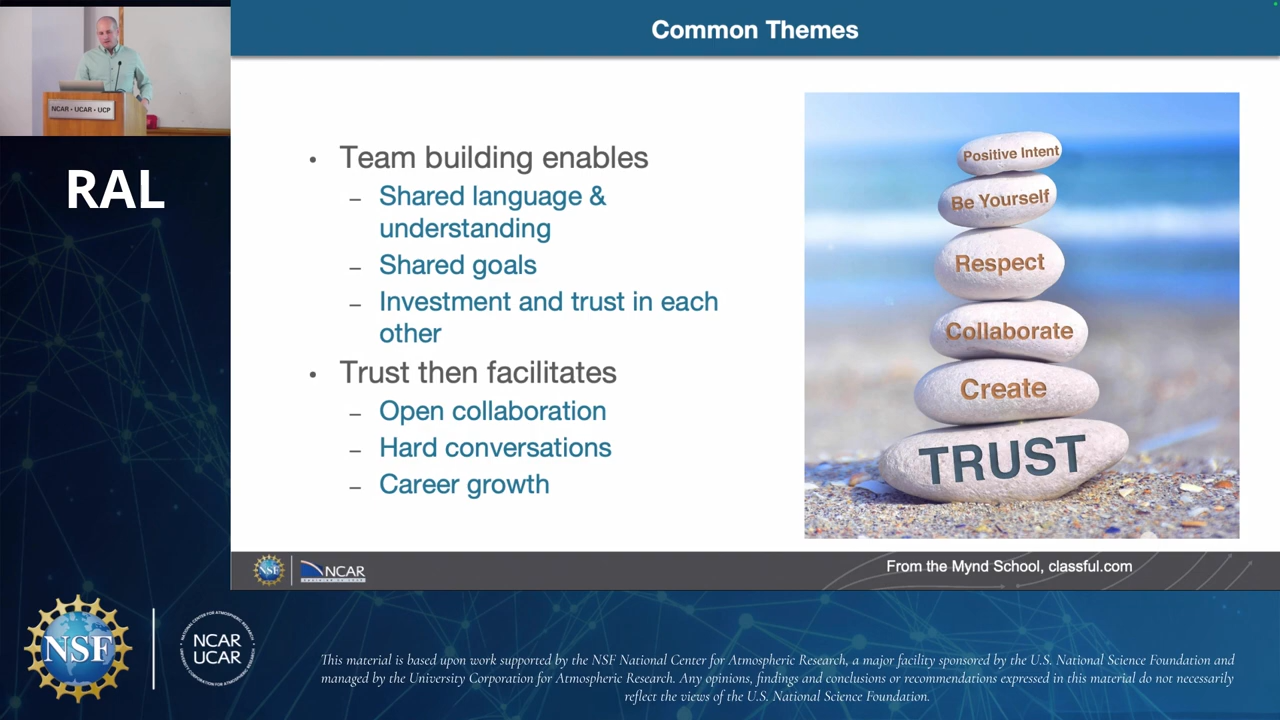 Common Themes
NCAR • UCAR • UCP
RAL
• Team building enables
– Shared language &
understanding
– Shared goals
– Investment and trust in each
other
• Trust then facilitates
– Open collaboration
– Hard conversations
– Career growth
Positive Intent
Be Yourself
Respect
Collaborate
Create
TRUST
NSF
NCAR
From the Mynd School, classful.com
NSF
NCAR
UCAR
This material is based upon work supported by the NSF National Center for Atmospheric Research, a major facility sponsored by the U.S. National Science Foundation and
managed by the University Corporation for Atmospheric Research. Any opinions, findings and conclusions or recommendations expressed in this material do not necessarily
reflect the views of the U.S. National Science Foundation.